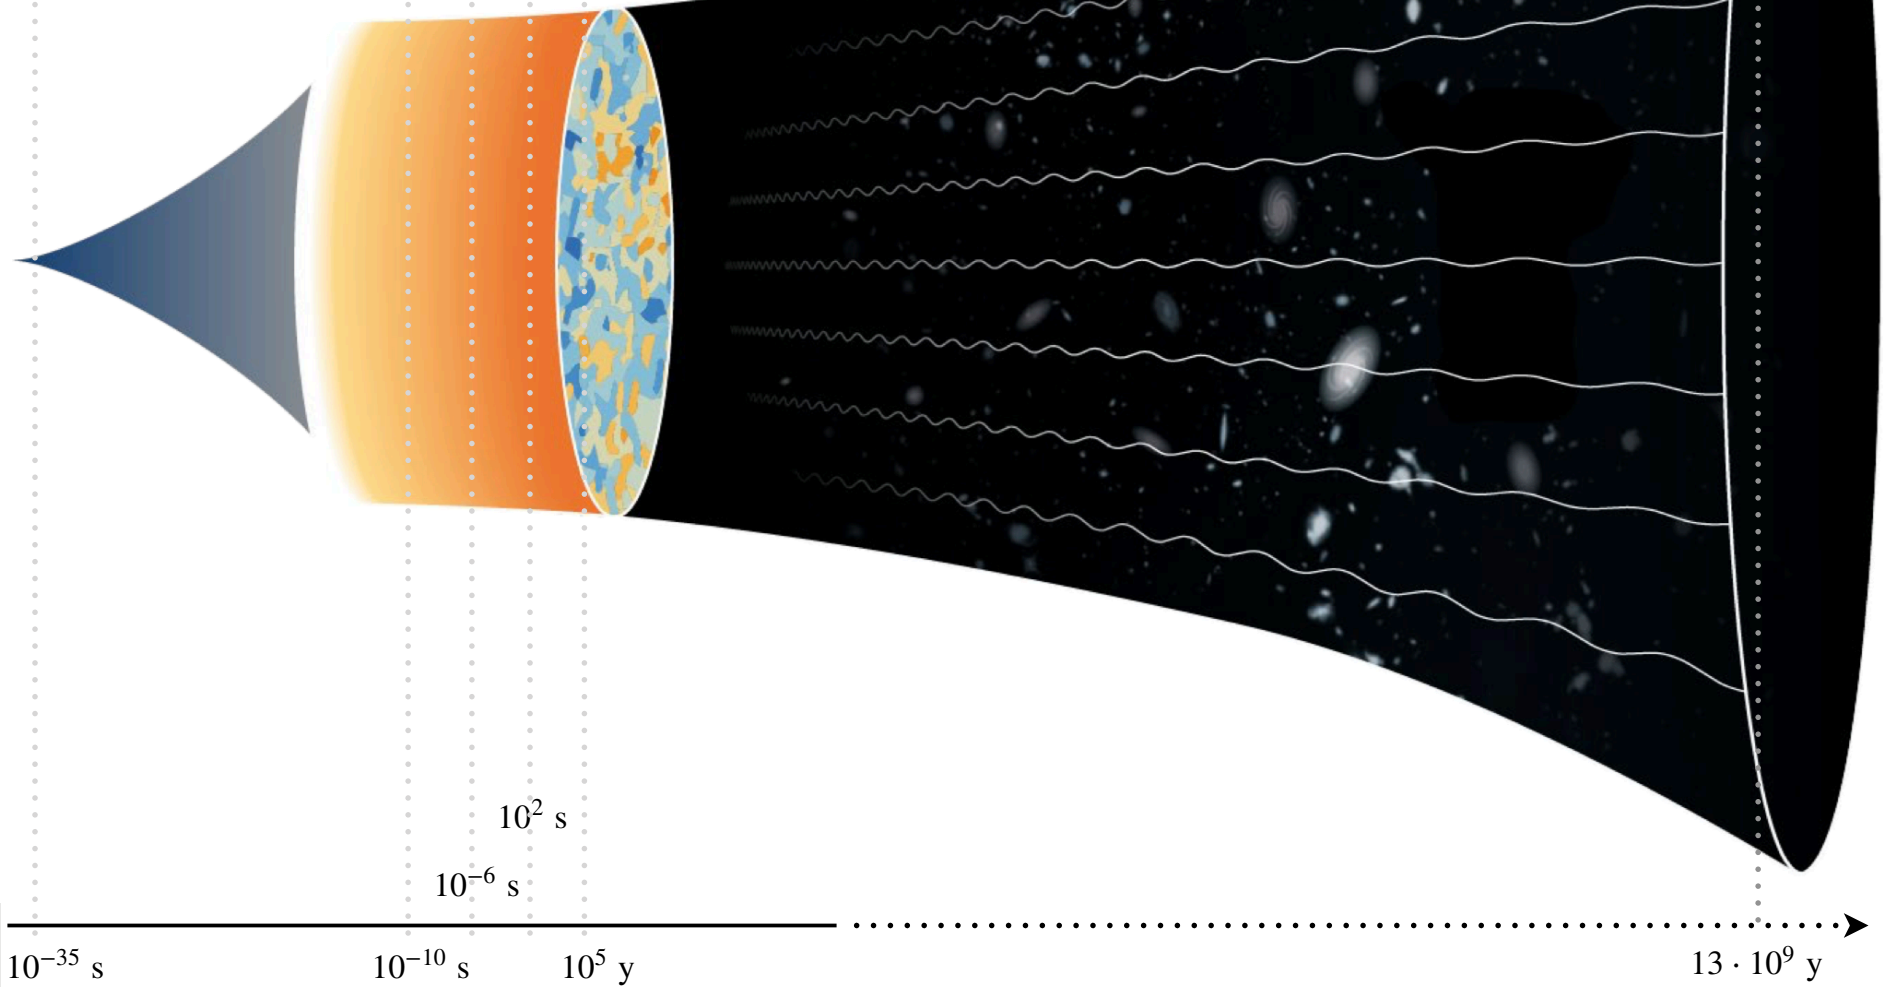 10² s
10⁻⁶ s
10⁻³⁵ s
10⁻¹⁰ s
10⁵ y
13 · 10⁹ y